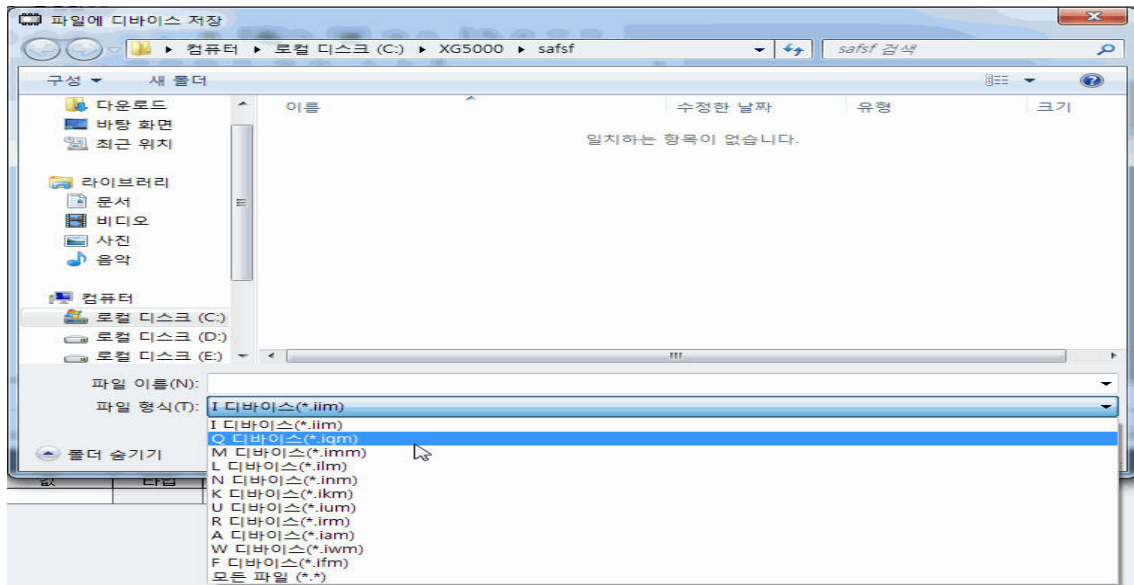 파일에 디바이스 저장
컴퓨터 로컬 디스크 (C:) XG5000 safsf safsf 검색
구성 새 폴더
다운로드
바탕 화면
최근 위치
라이브러리
문서
비디오
사진
음악
컴퓨터
로컬 디스크 (C:)
로컬 디스크 (D:)
로컬 디스크 (E:)
이름 수정한 날짜 유형 크기
일치하는 항목이 없습니다.
파일 이름(N):
파일 형식(T): I 디바이스(*.iim)
I 디바이스(*.iim)
Q 디바이스(*.iqm)
M 디바이스(*.imm)
L 디바이스(*.ilm)
N 디바이스(*.inm)
K 디바이스(*.ikm)
U 디바이스(*.ium)
R 디바이스(*.irm)
A 디바이스(*.iam)
W 디바이스(*.iwm)
F 디바이스(*.ifm)
모든 파일 (*.*)
폴더 숨기기
값 타입